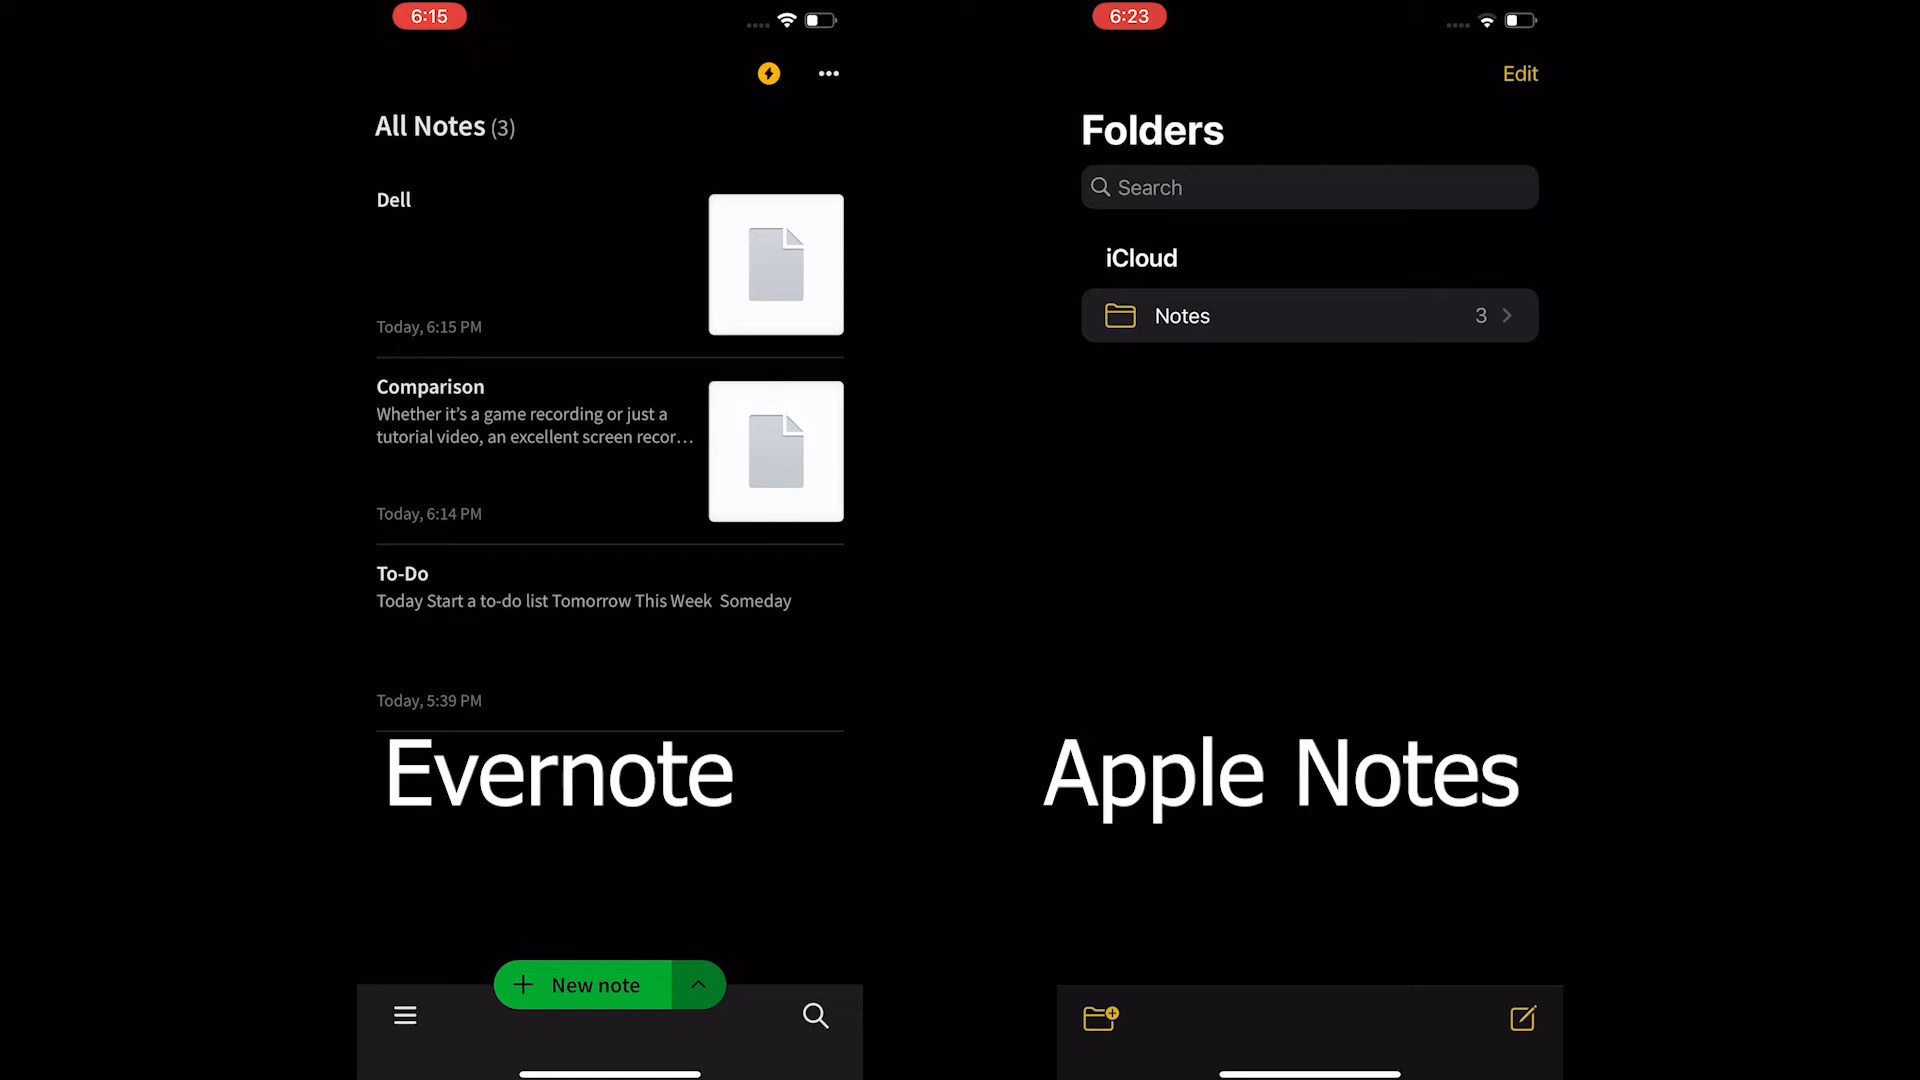 6:15
All Notes (3)
Dell
Today, 6:15 PM
Comparison
Whether it's a game recording or just a
tutorial video, an excellent screen recor...
Today, 6:14 PM
To-Do
Today Start a to-do list Tomorrow This Week  Someday
Today, 5:39 PM
Evernote
New note
6:23
Edit
Folders
Search
iCloud
Notes 3
Apple Notes